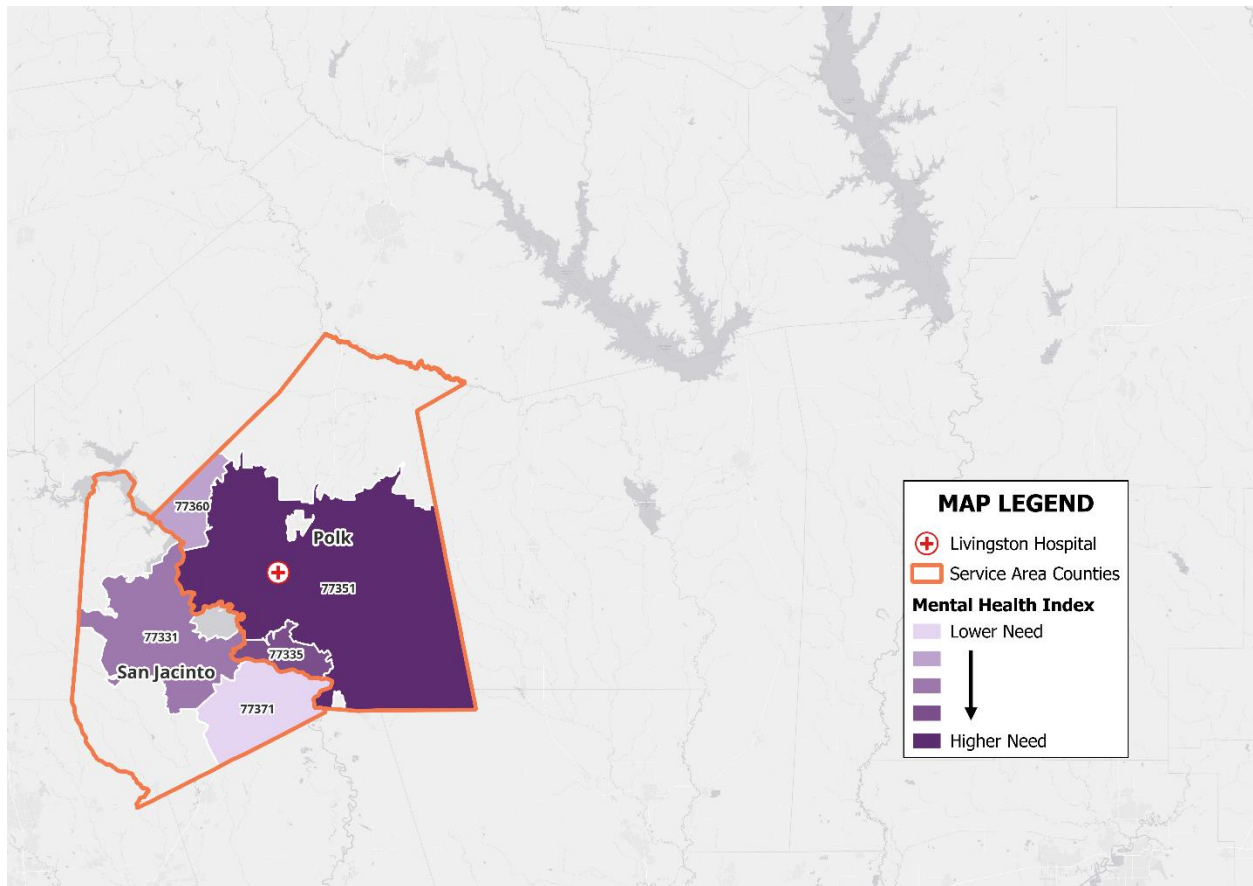 77360
Polk
77351
77331
77335
San Jacinto
77371
MAP LEGEND
Livingston Hospital
Service Area Counties
Mental Health Index
Lower Need
Higher Need